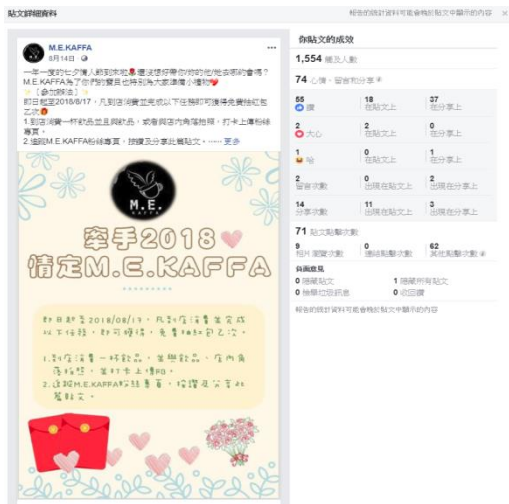 貼文詳細資料
報告的統計資料可能會晚於貼文中顯示的內容
M.E.KAFFA
8月14日
一年一度的七夕情人節到來啦 還沒想好帶你/妳的他/她去哪約會嗎?
M.E.KAFFA為了你們的寶貝也特別為大家準備小禮物
[參加辦法]
即日起至2018/8/17,凡到店消費並完成以下任務即可獲得免費抽紅包
乙次
1.到店消費一杯飲品並且與飲品,或者與店內角落拍照,打卡上傳粉絲
專頁。
2.追蹤M.E.KAFFA粉絲專頁,按讚及分享此篇貼文。…… 更多
M.E.
KAFFA
牽手2018
情定M.E.KAFFA
即日起至2018/08/17,凡到店消費並完成
以下任務,即可獲得,免費抽紅包乙次。
1.到店消費一杯飲品,並與飲品,店內角
落拍照,並打卡上傳FB。
2.追蹤M.E.KAFFA粉絲專頁,按讚及分享此
篇貼文。
你貼文的成效
1,554 觸及人數
74 心情、留言和分享
55 18 37
讚 在貼文上 在分享上
2 2 0
大心 在貼文上 在分享上
1 0 1
哈 在貼文上 在分享上
2 0 2
留言次數 出現在貼文上 出現在分享上
14 11 3
分享次數 出現在貼文上 出現在分享上
71 貼文點擊次數
9 0 62
相片瀏覽次數 連結點擊次數 其他點擊次數
負面意見
0 隱藏貼文 1 隱藏所有貼文
0 檢舉垃圾訊息 0 收回讚
報告的統計資料可能會晚於貼文中顯示的內容